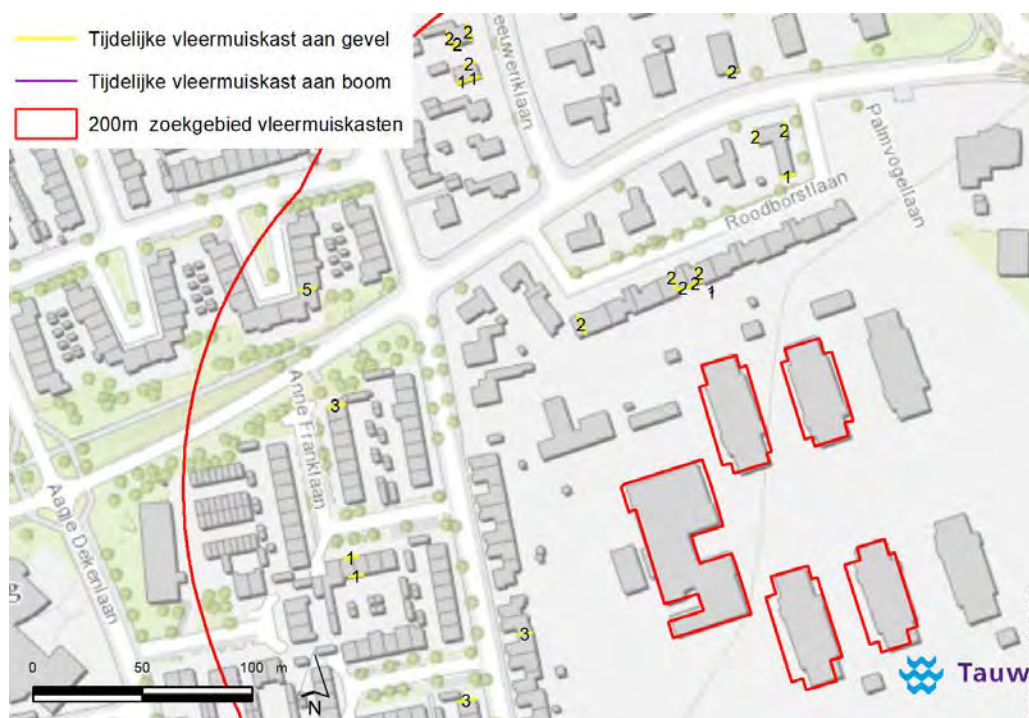 Tijdelijke vleermuiskast aan gevel
Tijdelijke vleermuiskast aan boom
200m zoekgebied vleermuiskasten
eeuwerklaan
2 2
2
2
1 1
2
Palmvogellaan
2 2
1
Roodborstlaan
5
2 2
2 2
1
2
3
Anne Franklaan
Aagje Dekenlaan
1
1
3
3
0 50 100 m
N
Tauw